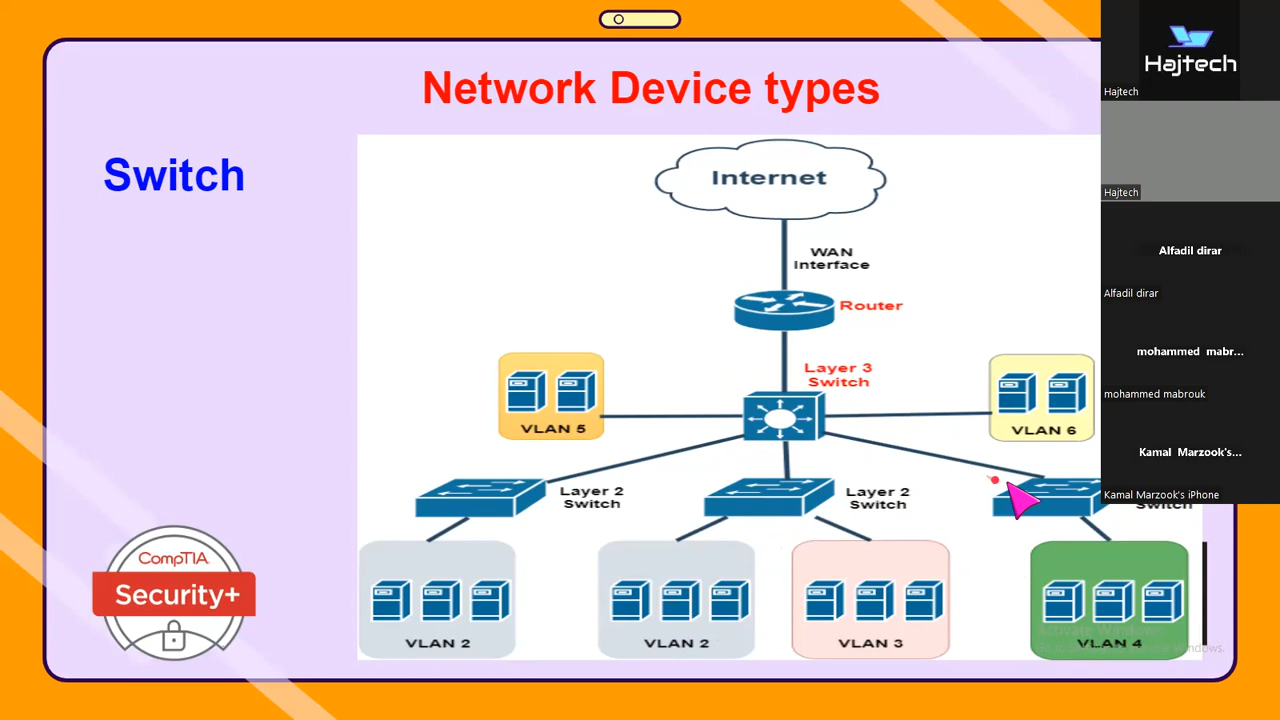 Network Device types
Switch
Internet
WAN
Interface
Router
Layer 3
Switch
VLAN 5
VLAN 6
Layer 2
Switch
Layer 2
Switch
Switch
VLAN 2
VLAN 2
VLAN 3
VLAN 4
CompTIA
Security+
Activate Windows
Hajtech
Hajtech
Hajtech
Alfadil dirar
Alfadil dirar
mohammed mabr...
mohammed mabrouk
Kamal Marzook's...
Kamal Marzook's iPhone